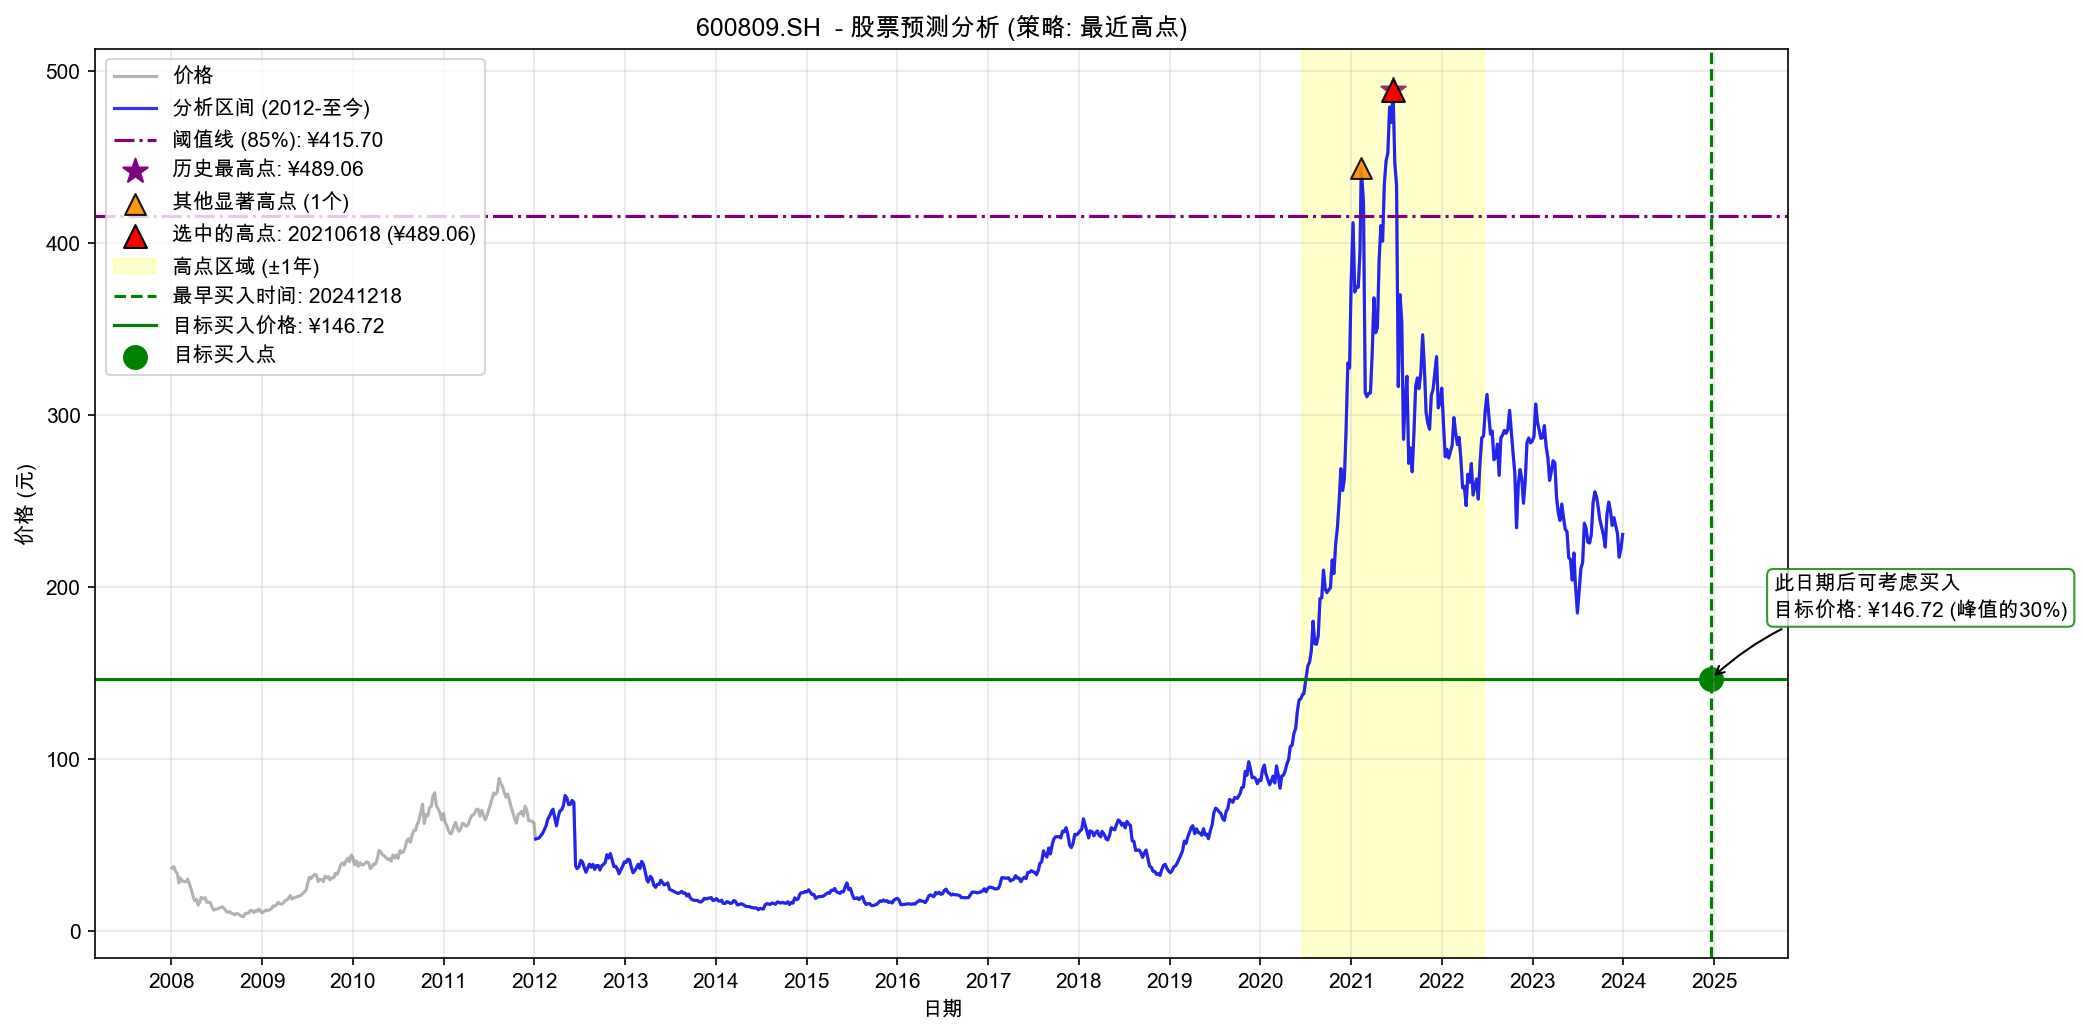 600809.SH - 股票预测分析 (策略: 最近高点)
价格
分析区间 (2012-至今)
阈值线 (85%): ¥415.70
历史最高点: ¥489.06
其他显著高点 (1个)
选中的高点: 20210618 (¥489.06)
高点区域 (±1年)
最早买入时间: 20241218
目标买入价格: ¥146.72
目标买入点
500
400
300
200
100
0
价格 (元)
此日期后可考虑买入
目标价格: ¥146.72 (峰值的30%)
2008 2009 2010 2011 2012 2013 2014 2015 2016 2017 2018 2019 2020 2021 2022 2023 2024 2025
日期